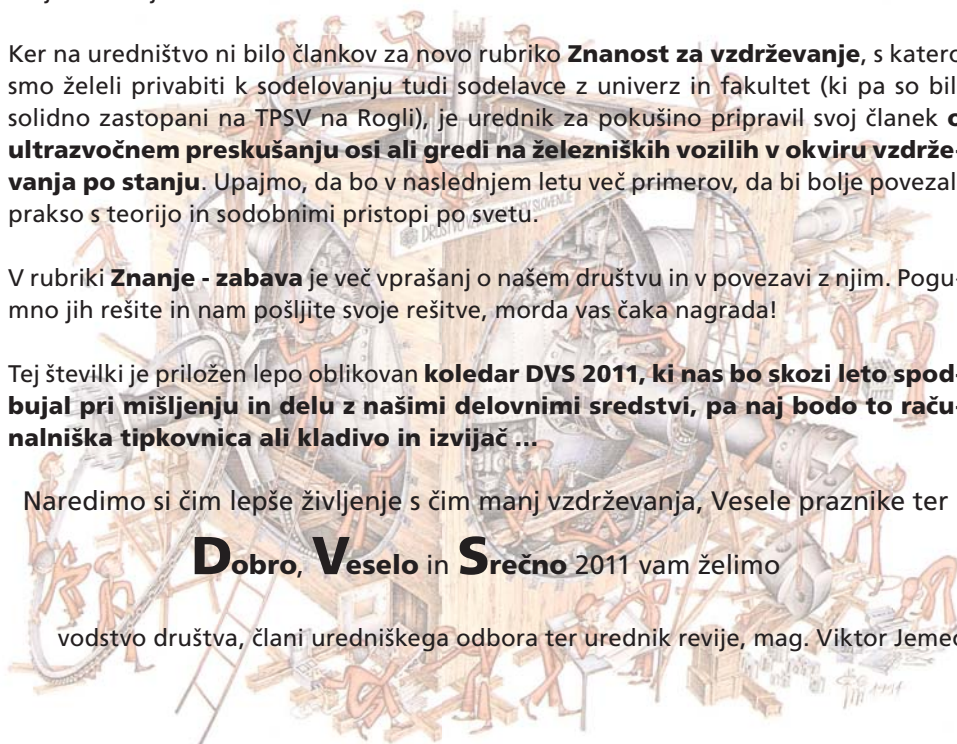 Ker na uredništvo ni bilo člankov za novo rubriko Znanost za vzdrževanje, s katero
smo želeli privabiti k sodelovanju tudi sodelavce z univerz in fakultet (ki pa so bil
solidno zastopani na TPSV na Rogli), je urednik za pokušino pripravil svoj članek o
ultrazvočnem preskušanju osi ali gredi na železniških vozilih v okviru vzdrže-
vanja po stanju. Upajmo, da bo v naslednjem letu več primerov, da bi bolje povezal
prakso s teorijo in sodobnimi pristopi po svetu.
DRUŠTVO VZDRŽEVALCEV SLOVENIJE
V rubriki Znanje - zabava je več vprašanj o našem društvu in v povezavi z njim. Pogu-
mno jih rešite in nam pošljite svoje rešitve, morda vas čaka nagrada!
Tej številki je priložen lepo oblikovan koledar DVS 2011, ki nas bo skozi leto spod-
bujal pri mišljenju in delu z našimi delovnimi sredstvi, pa naj bodo to raču-
nalniška tipkovnica ali kladivo in izvijač ...
Naredimo si čim lepše življenje s čim manj vzdrževanja, Vesele praznike ter
Dobro, Veselo in Srečno 2011 vam želimo
vodstvo društva, člani uredniškega odbora ter urednik revije, mag. Viktor Jemec